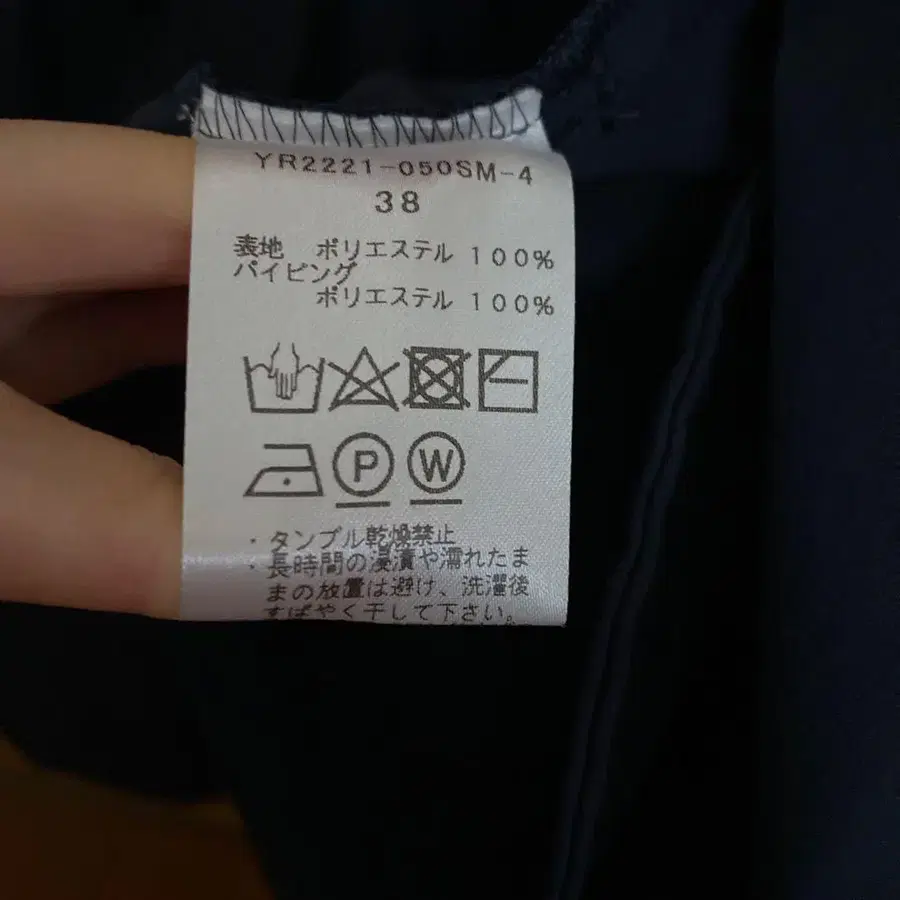 YR2221-050SM-4
38
表地 ポリエステル 100%
パイピング
ポリエステル 100%
P W
・タンブル乾燥禁止
・長時間の浸漬や濡れたま
まの放置は避け、洗濯後
すばやく干して下さい。